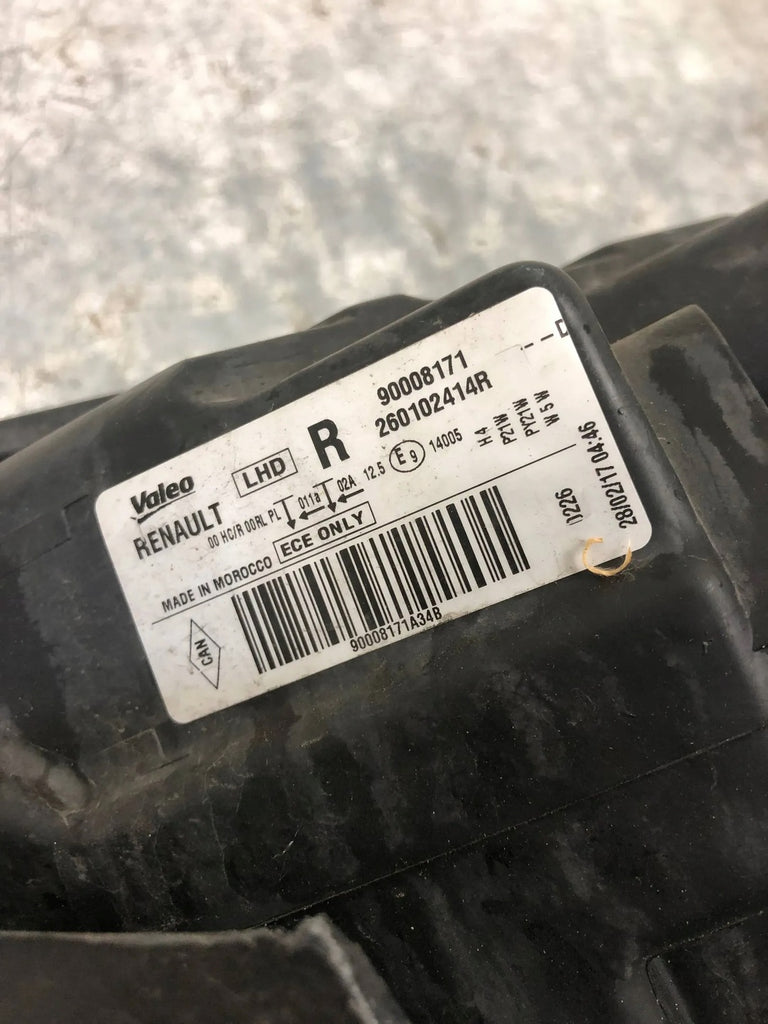 Valeo
RENAULT
LHD
R
90008171
260102414R
00 HC/R 00RL PL
011a
02A
12.5
E9
14005
ECE ONLY
MADE IN MOROCCO
H4
P21W
PY21W
W5W
CAN
90008171A34B
28/02/17 04:46